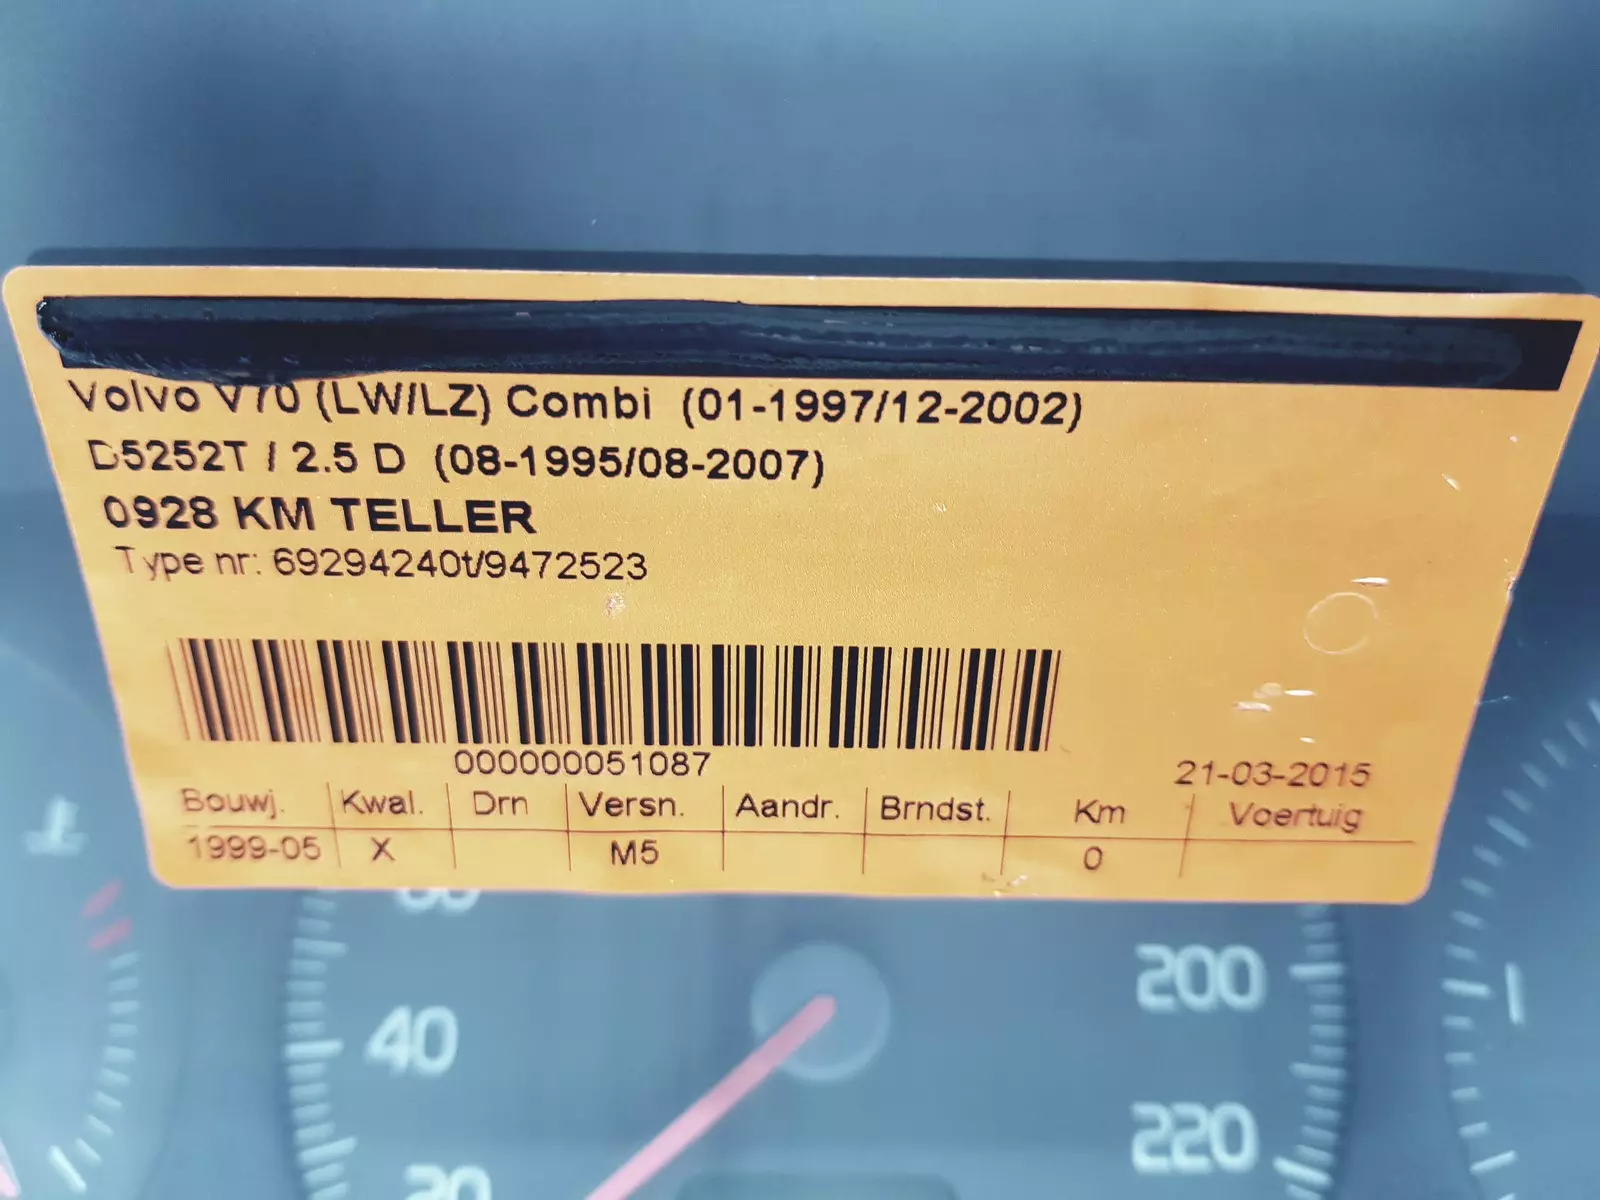 Volvo V70 (LW/LZ) Combi (01-1997/12-2002)
D5252T / 2.5 D (08-1995/08-2007)
0928 KM TELLER
Type nr: 69294240t/9472523
000000051087
21-03-2015
Bouwj. Kwal. Drn Versn. Aandr. Brndst. Km Voertuig
1999-05 X M5 0
60
200
40
220
20